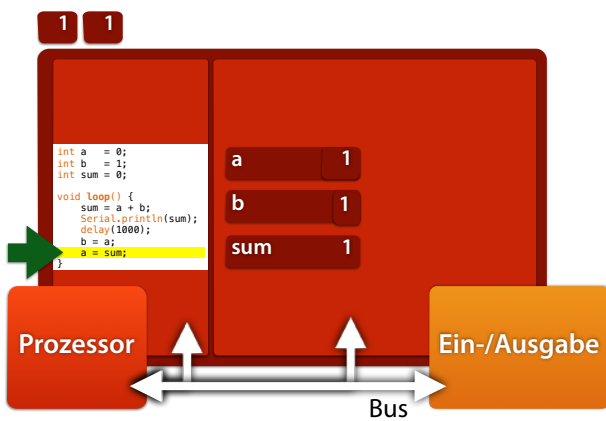 1 1
int a   = 0;
int b   = 1;
int sum = 0;
void loop() {
    sum = a + b;
    Serial.println(sum);
    delay(1000);
    b = a;
    a = sum;
}
a 1
b 1
sum 1
Prozessor
Ein-/Ausgabe
Bus